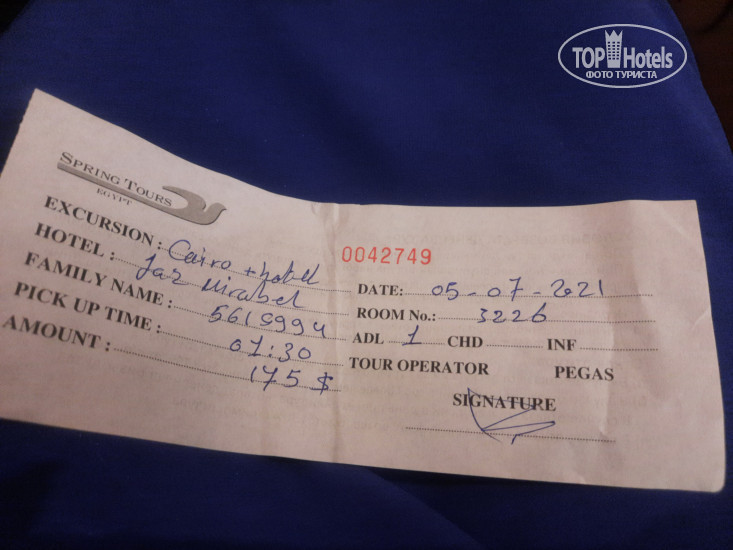 TOP Hotels
ФОТО ТУРИСТА
SPRING TOURS
EGYPT
0042749
EXCURSION: Cairo + hotel
HOTEL: Jaz Mirabel
FAMILY NAME: 5615994
PICK UP TIME: 01:30
AMOUNT: 175 $
DATE: 05-07-2021
ROOM No.: 3226
ADL 1 CHD INF
TOUR OPERATOR PEGAS
SIGNATURE